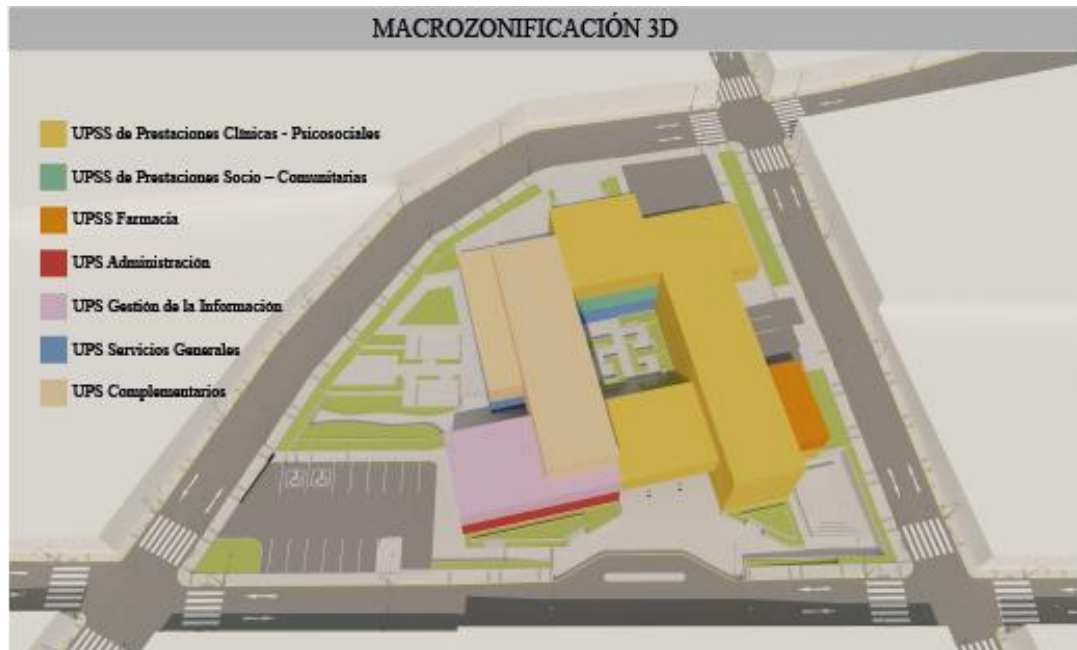 MACROZONIFICACIÓN 3D
UPSS de Prestaciones Clínicas - Psicosociales
UPSS de Prestaciones Socio – Comunitarias
UPSS Farmacia
UPS Administración
UPS Gestión de la Información
UPS Servicios Generales
UPS Complementarios